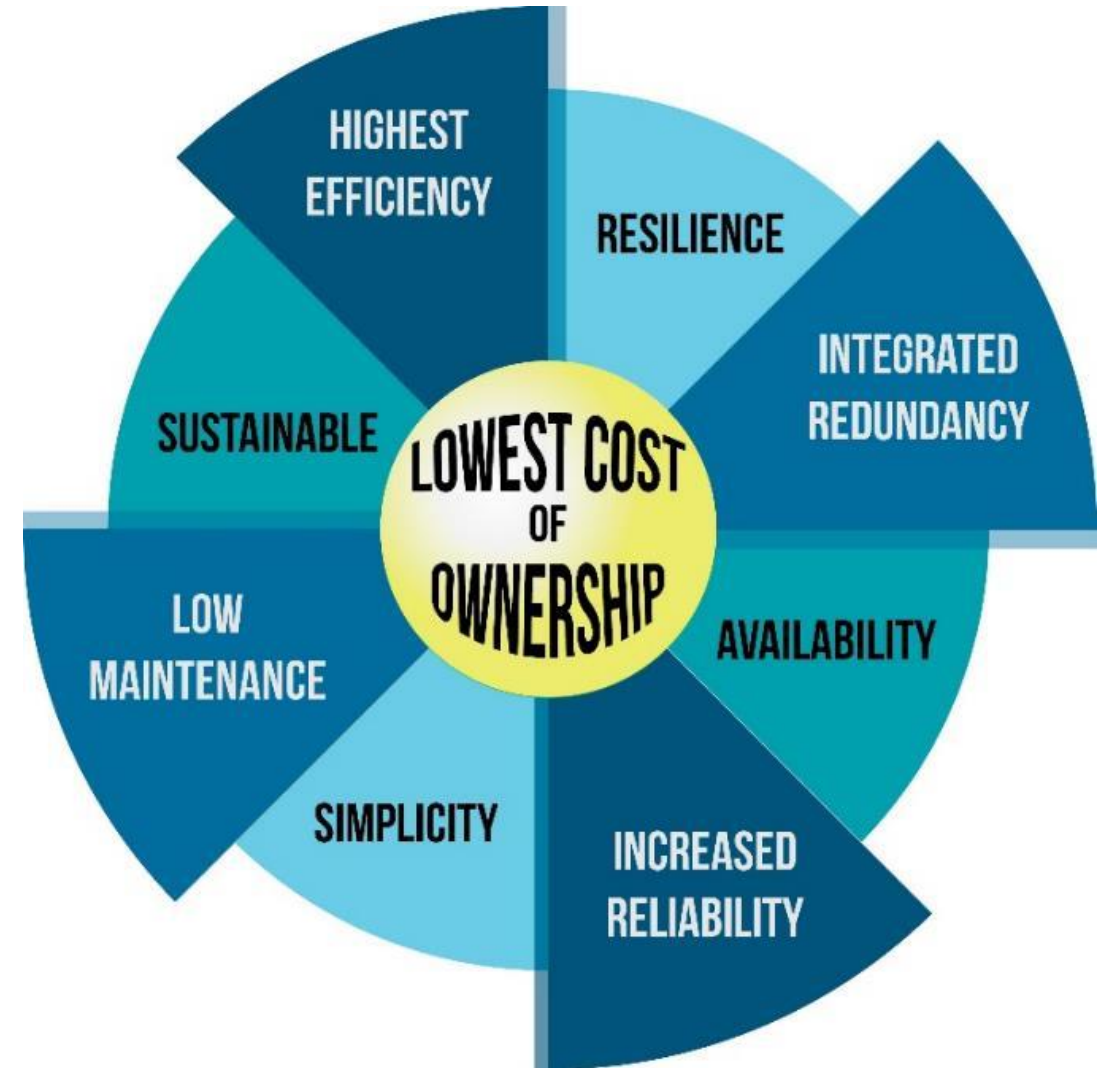 HIGHEST
EFFICIENCY
RESILIENCE
INTEGRATED
REDUNDANCY
SUSTAINABLE
LOWEST COST
OF
OWNERSHIP
AVAILABILITY
LOW
MAINTENANCE
SIMPLICITY
INCREASED
RELIABILITY